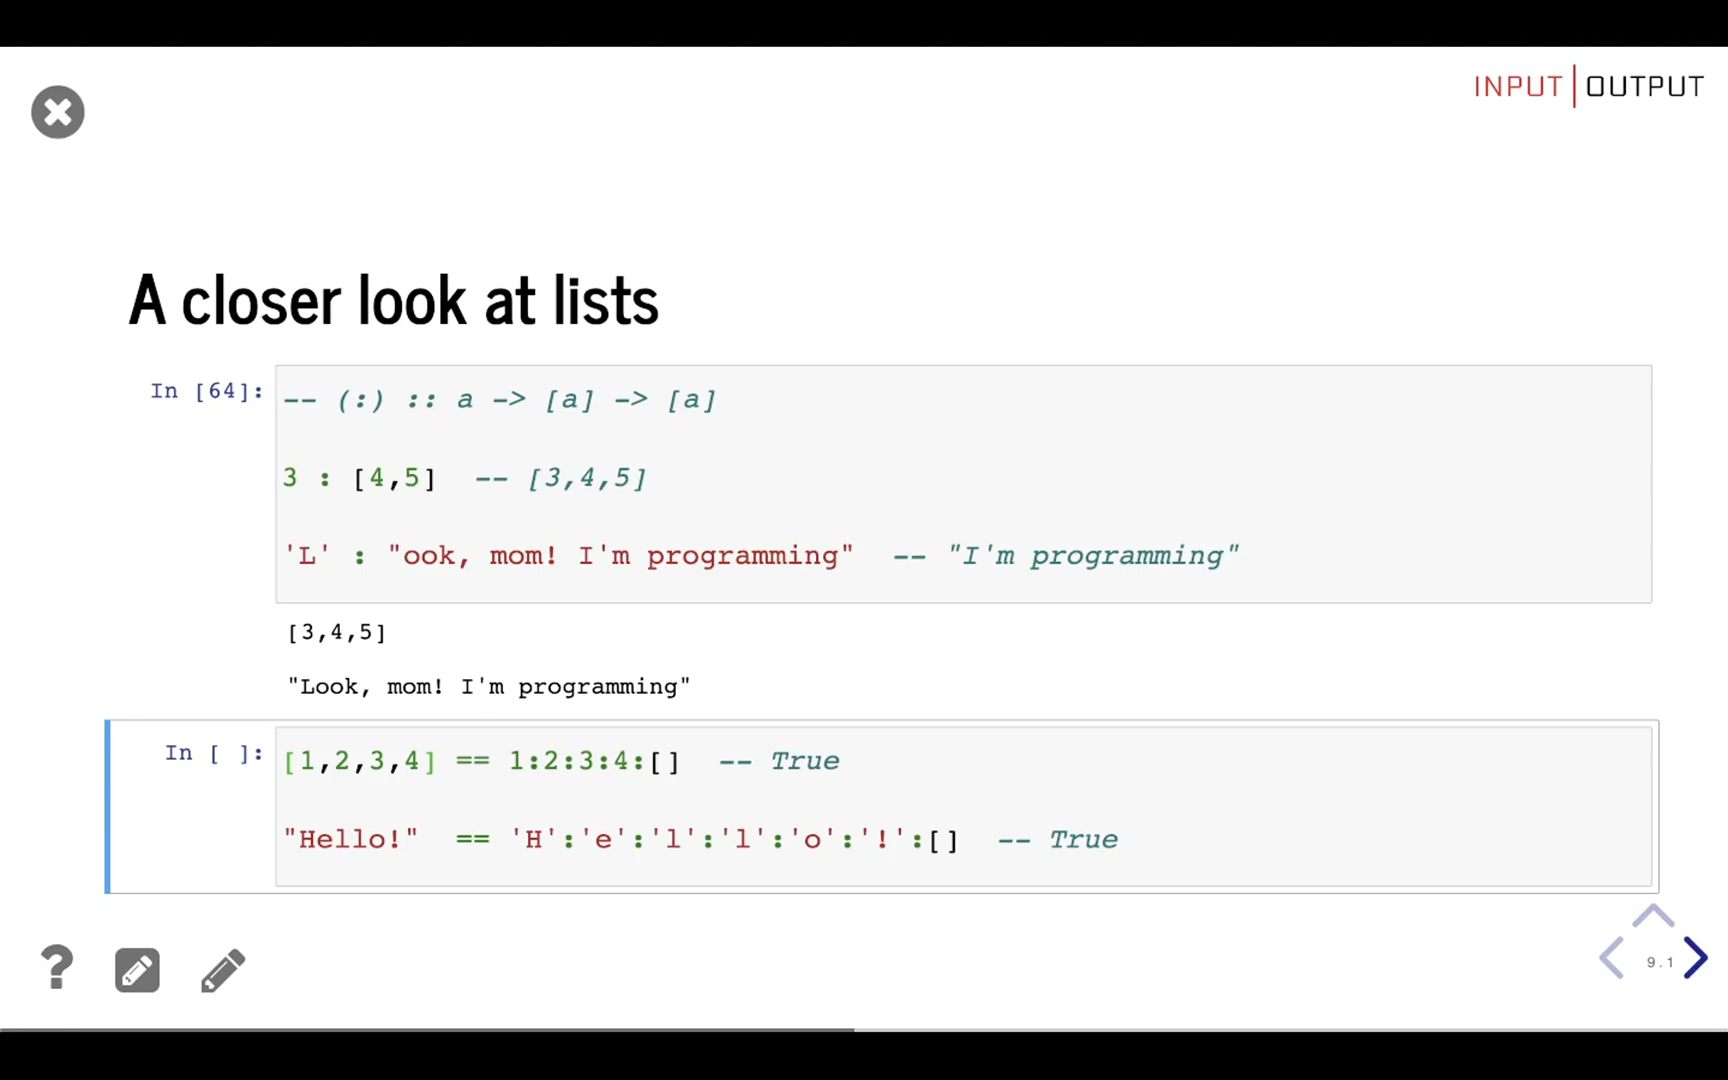 INPUT | OUTPUT
A closer look at lists
In [64]:
-- (:) :: a -> [a] -> [a]
3 : [4,5]  -- [3,4,5]
'L' : "ook, mom! I'm programming"  -- "I'm programming"
[3,4,5]
"Look, mom! I'm programming"
In [ ]:
[1,2,3,4] == 1:2:3:4:[]  -- True
"Hello!"  == 'H':'e':'l':'l':'o':'!':[]  -- True
?
9.1